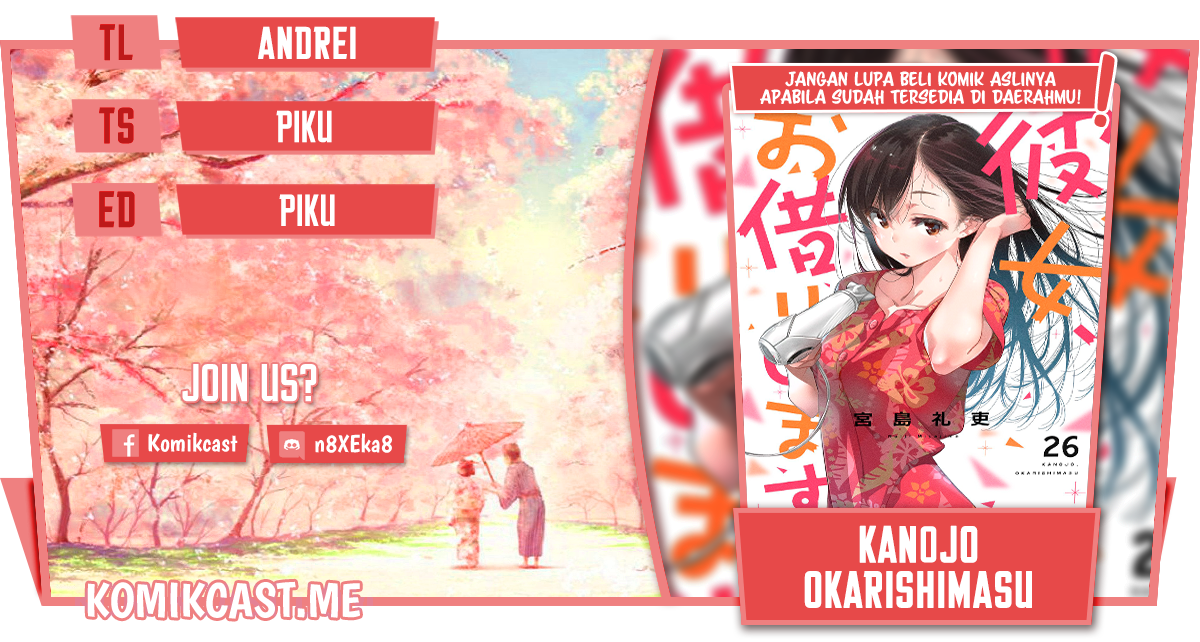 TL ANDREI
TS PIKU
ED PIKU
JOIN US?
Komikcast n8XEka8
KOMIKCAST.ME
JANGAN LUPA BELI KOMIK ASLINYA
APABILA SUDAH TERSEDIA DI DAERAHMU!
彼女、
お借りします
宮島礼吏
26
KANOJO,
OKARISHIMASU
KANOJO
OKARISHIMASU